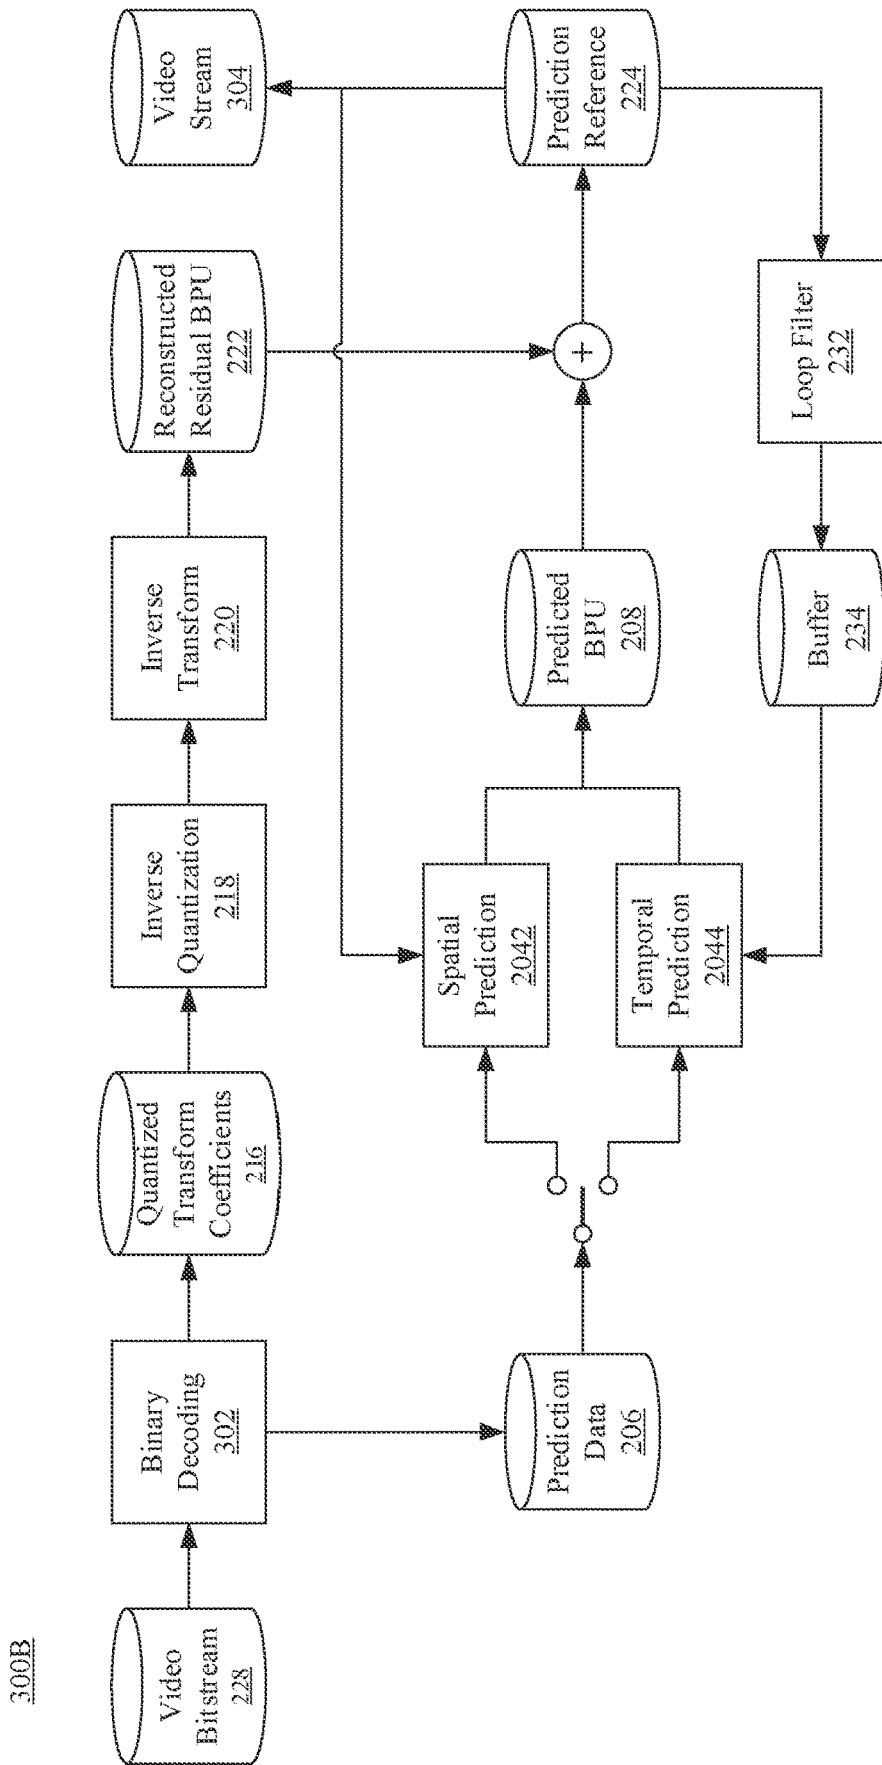 300B
Video
Bitstream
228
Binary
Decoding
302
Quantized
Transform
Coefficients
216
Inverse
Quantization
218
Inverse
Transform
220
Reconstructed
Residual BPU
222
Video
Stream
304
Prediction
Data
206
Spatial
Prediction
2042
Temporal
Prediction
2044
Predicted
BPU
208
+
Prediction
Reference
224
Buffer
234
Loop Filter
232